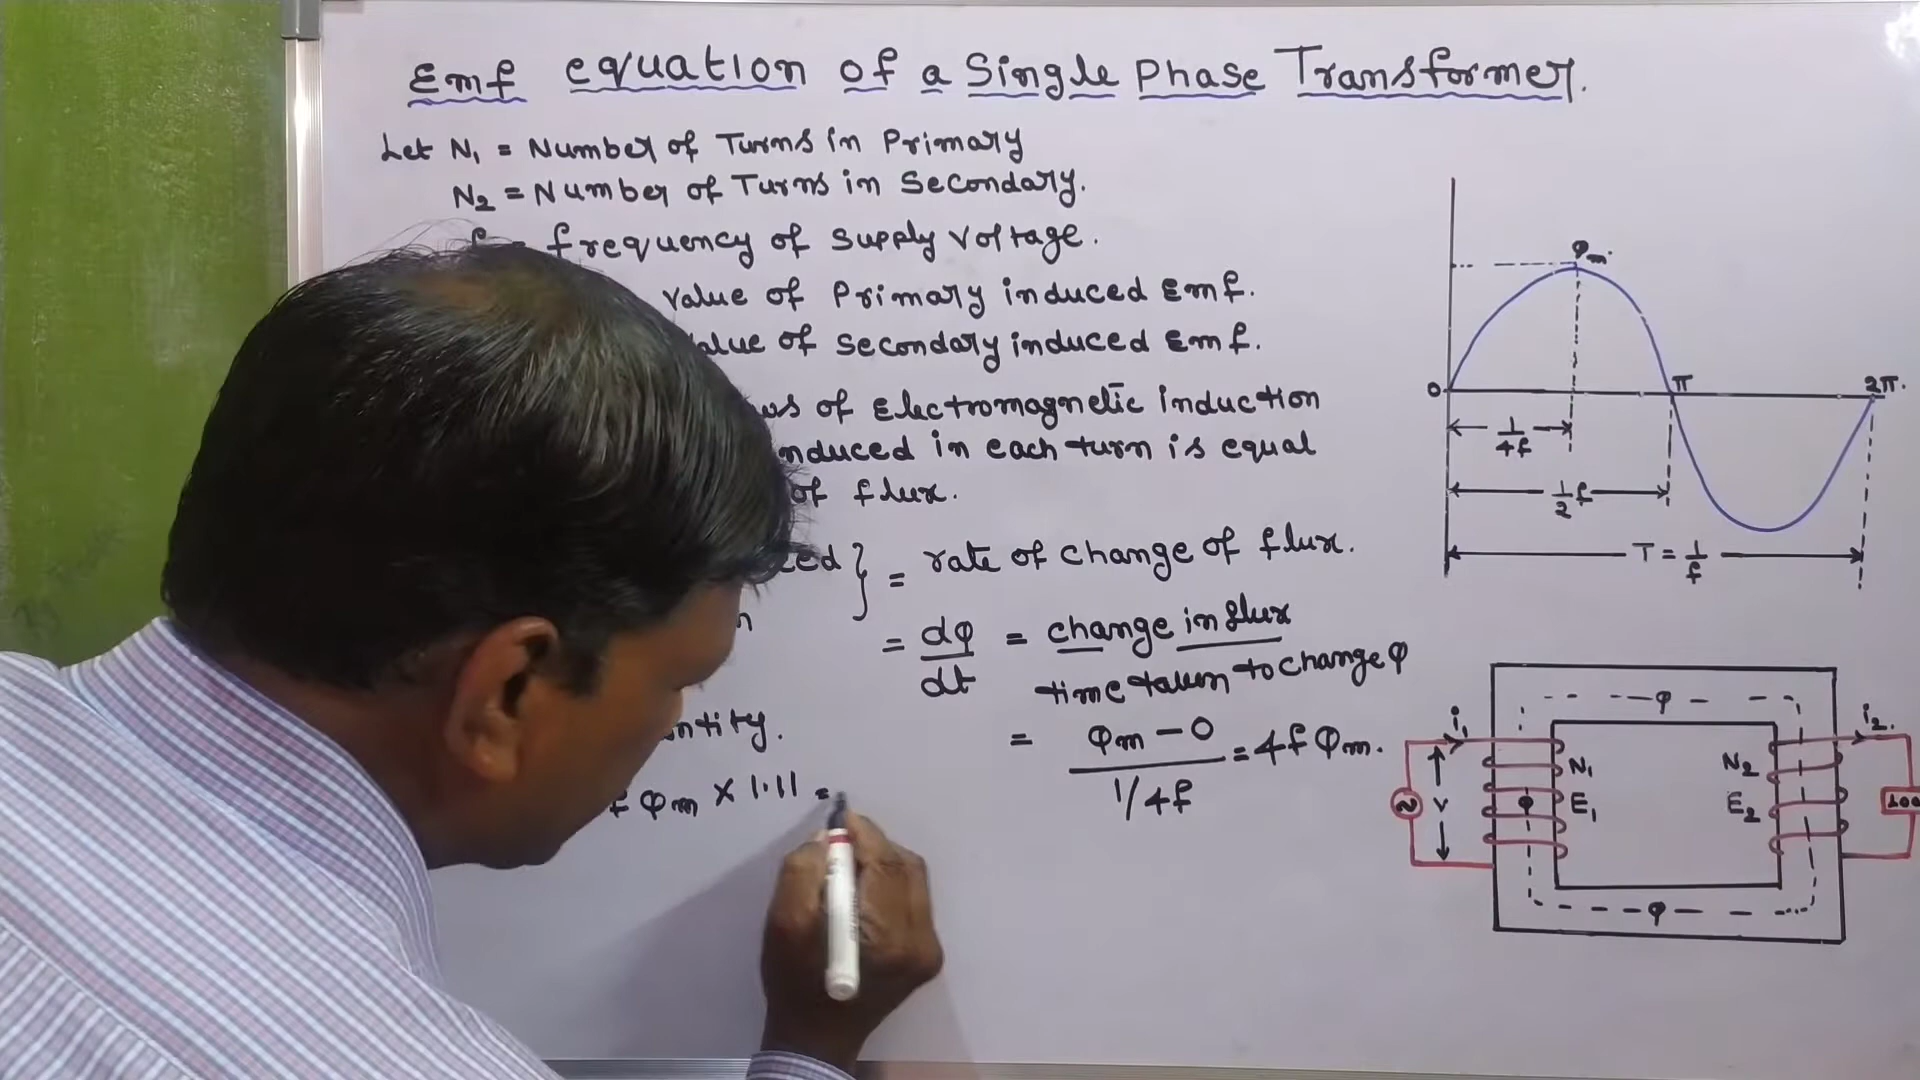 Emf equation of a Single Phase Transformer.
Let N₁ = Number of Turns in Primary
N₂ = Number of Turns in Secondary.
f = frequency of supply voltage.
value of Primary induced Emf.
value of secondary induced Emf.
of Electromagnetic induction
induced in each turn is equal
of flux.
} = rate of change of flux.
= dφ/dt = change in flux / time taken to change φ
= φm − 0 / 1/4f = 4f φm.
f φm × 1.11 =
φm.
0
π
2π.
1/4f
1/2 f
T = 1/f
φ
i₁
i₂.
N₁
N₂
V
φ
E₁
E₂
φ